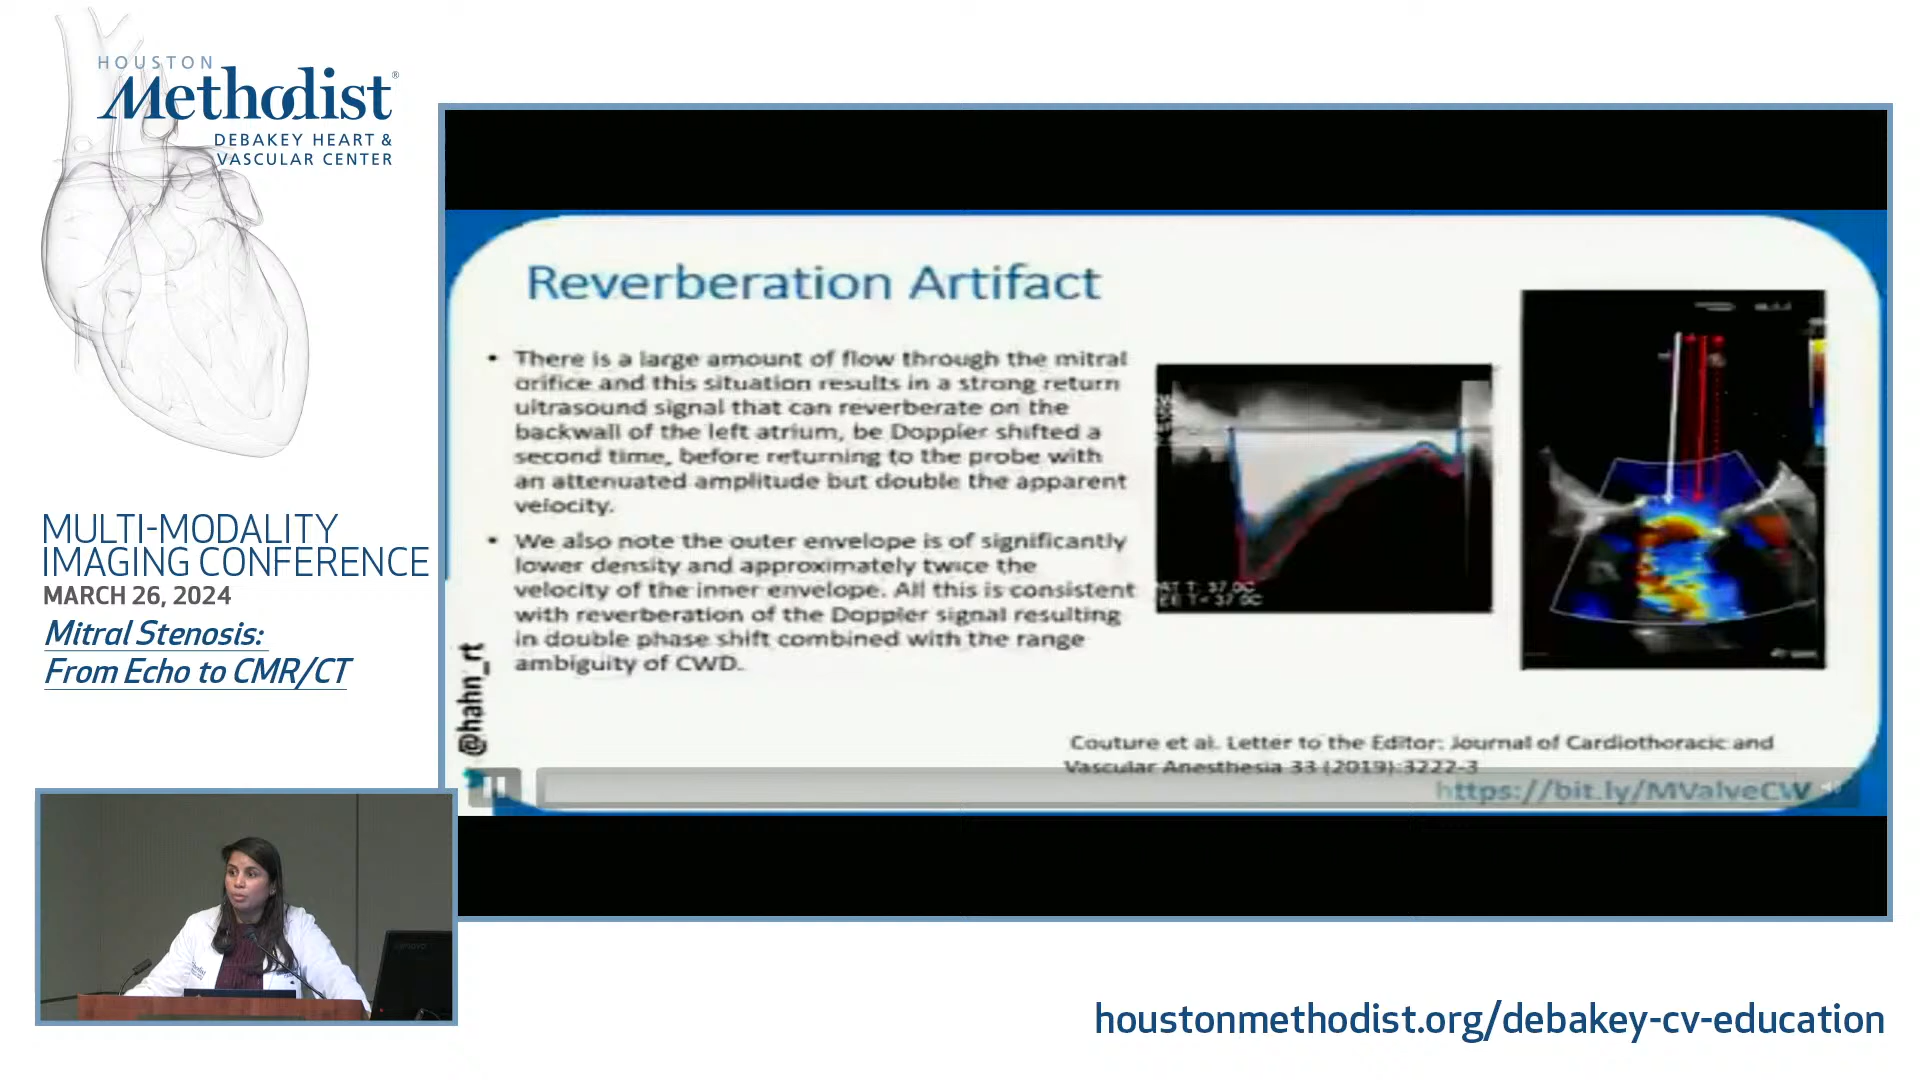 HOUSTON
Methodist®
DEBAKEY HEART &
VASCULAR CENTER
MULTI-MODALITY
IMAGING CONFERENCE
MARCH 26, 2024
Mitral Stenosis:
From Echo to CMR/CT
Reverberation Artifact
• There is a large amount of flow through the mitral
orifice and this situation results in a strong return
ultrasound signal that can reverberate on the
backwall of the left atrium, be Doppler shifted a
second time, before returning to the probe with
an attenuated amplitude but double the apparent
velocity.
• We also note the outer envelope is of significantly
lower density and approximately twice the
velocity of the inner envelope. All this is consistent
with reverberation of the Doppler signal resulting
in double phase shift combined with the range
ambiguity of CWD.
@hahn_rt
Couture et al. Letter to the Editor: Journal of Cardiothoracic and
Vascular Anesthesia 33 (2019):3222-3
https://bit.ly/MValveCW
houstonmethodist.org/debakey-cv-education